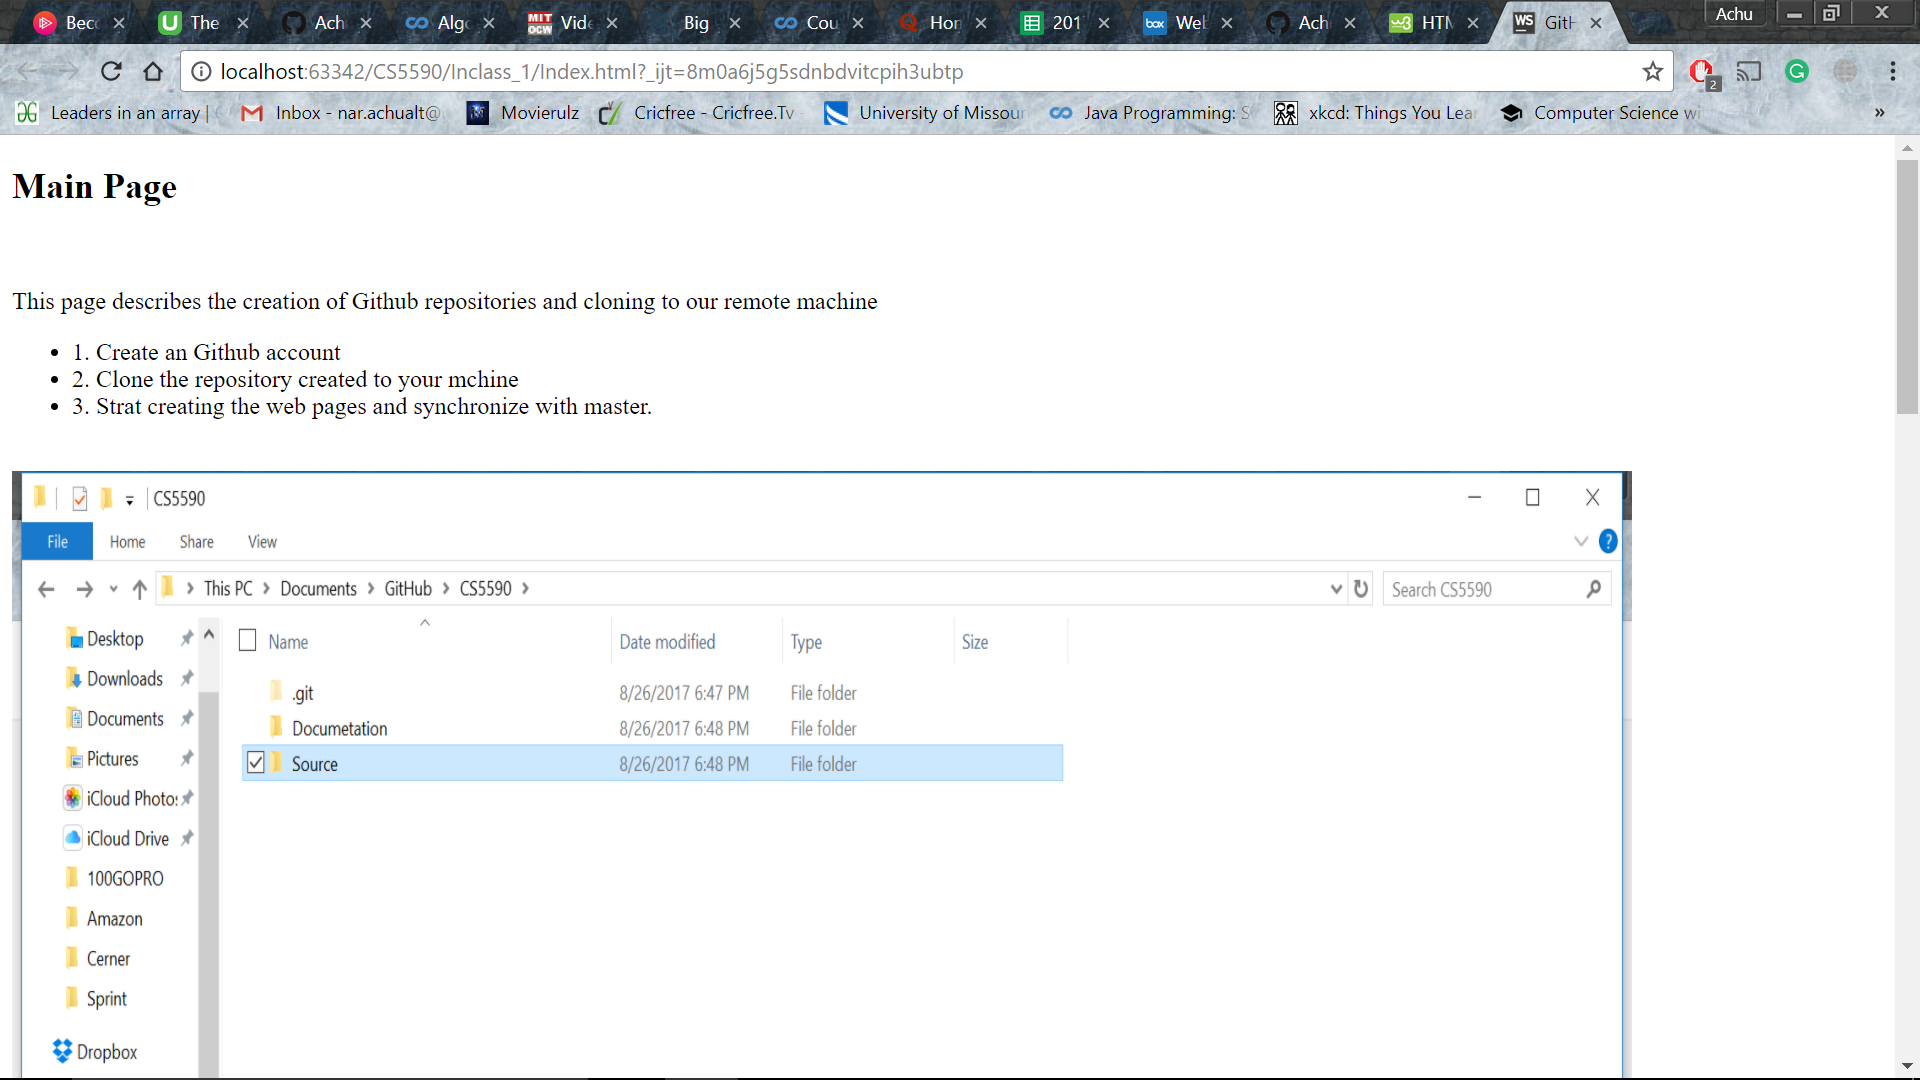 Beco The Ach Algo Vide Big Cou Hor 201 Wel Ach HTM GitH Achu
localhost:63342/CS5590/Inclass_1/Index.html?_ijt=8m0a6j5g5sdnbdvitcpih3ubtp
2
Leaders in an array | Inbox - nar.achualt@ Movierulz Cricfree - Cricfree.Tv University of Missour Java Programming: S xkcd: Things You Lear Computer Science wi »
Main Page
This page describes the creation of Github repositories and cloning to our remote machine
• 1. Create an Github account
• 2. Clone the repository created to your mchine
• 3. Strat creating the web pages and synchronize with master.
CS5590
File Home Share View
This PC > Documents > GitHub > CS5590 > Search CS5590
Name Date modified Type Size
.git 8/26/2017 6:47 PM File folder
Documetation 8/26/2017 6:48 PM File folder
Source 8/26/2017 6:48 PM File folder
Desktop
Downloads
Documents
Pictures
iCloud Photo
iCloud Drive
100GOPRO
Amazon
Cerner
Sprint
Dropbox